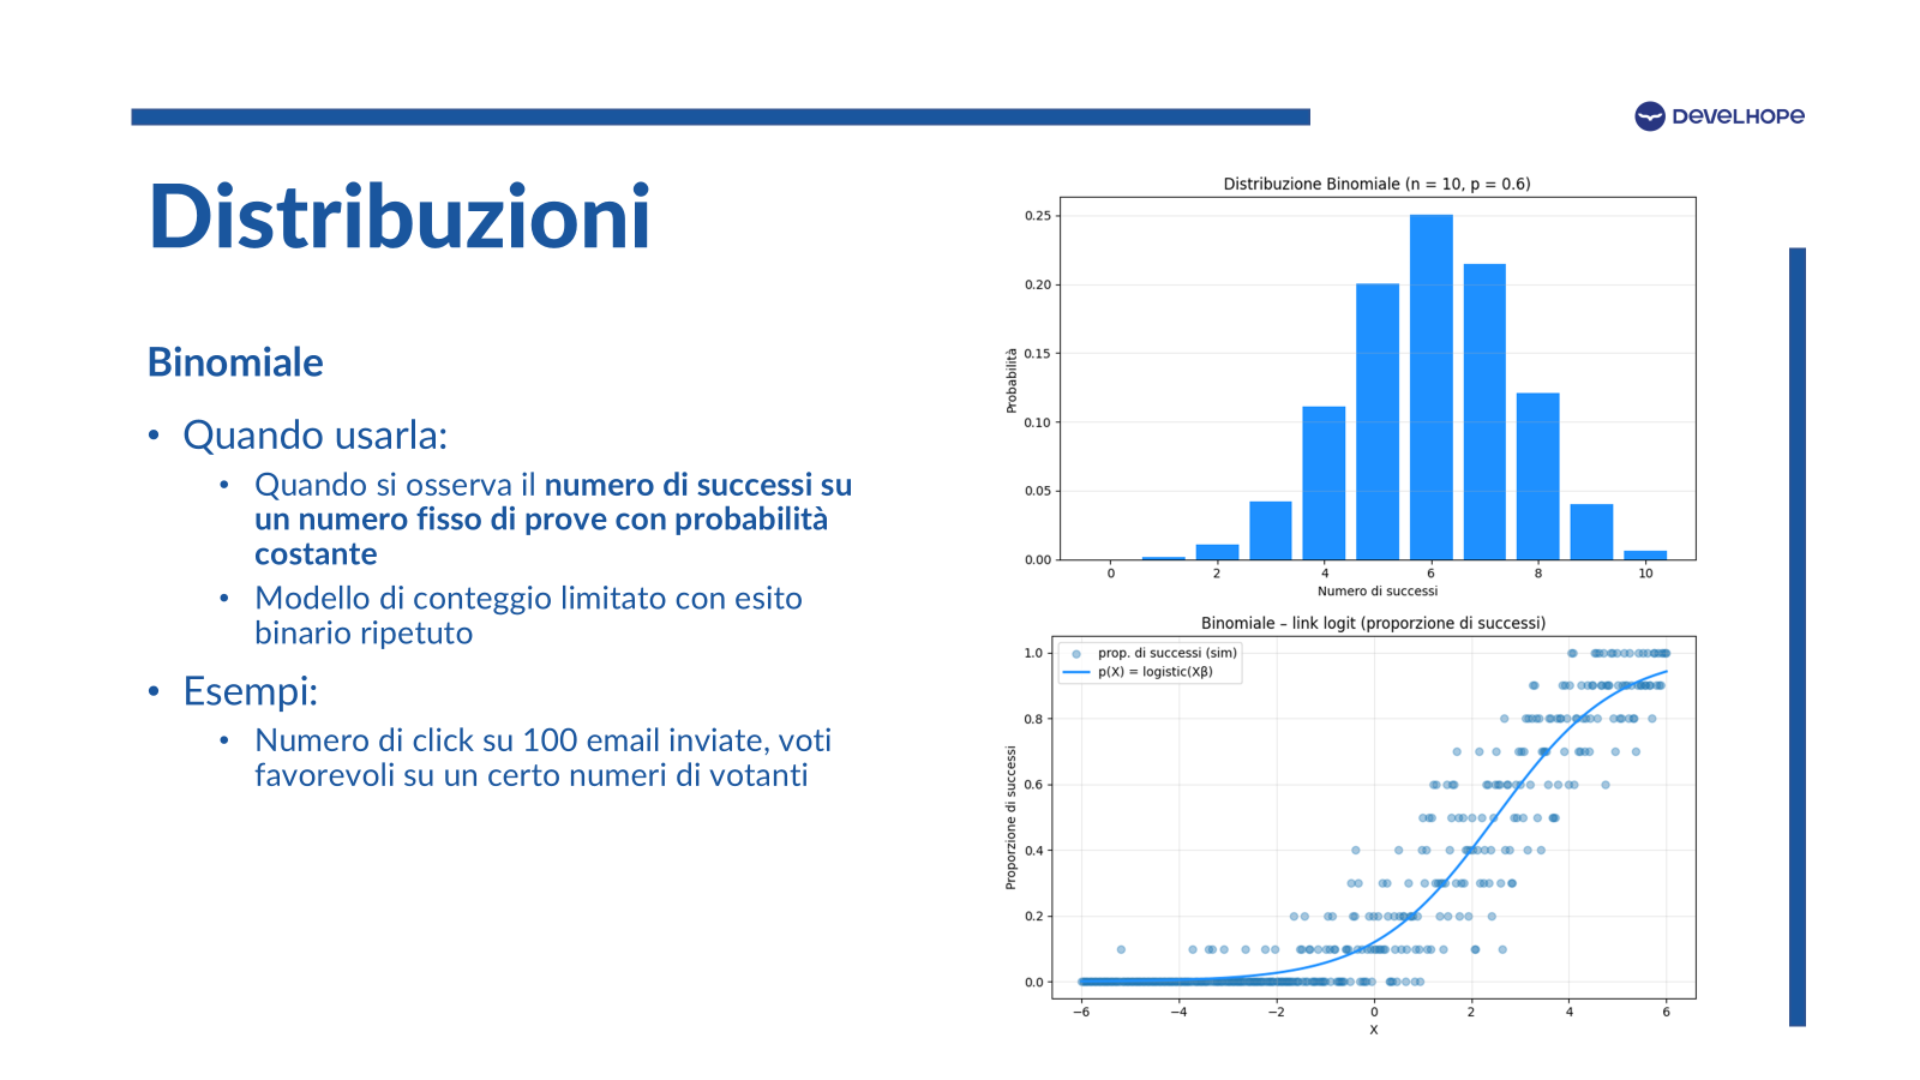 DEVELHOPE
Distribuzioni
Binomiale
• Quando usarla:
• Quando si osserva il numero di successi su
un numero fisso di prove con probabilità
costante
• Modello di conteggio limitato con esito
binario ripetuto
• Esempi:
• Numero di click su 100 email inviate, voti
favorevoli su un certo numeri di votanti
Distribuzione Binomiale (n = 10, p = 0.6)
0.25
0.20
0.15
0.10
0.05
0.00
Probabilità
0 2 4 6 8 10
Numero di successi
Binomiale – link logit (proporzione di successi)
prop. di successi (sim)
p(X) = logistic(Xβ)
1.0
0.8
0.6
0.4
0.2
0.0
Proporzione di successi
−6 −4 −2 0 2 4 6
X